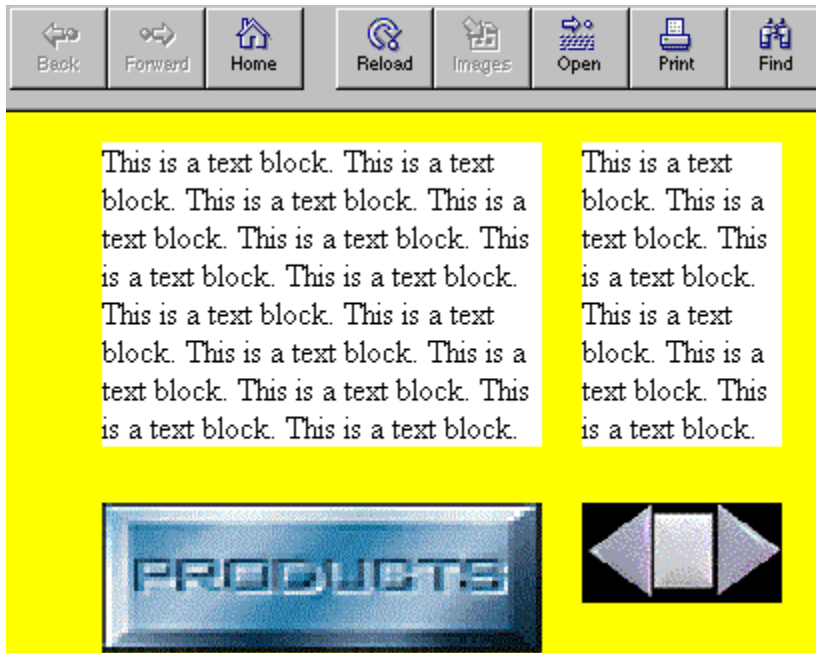 Back Forward Home Reload Images Open Print Find
This is a text block. This is a text
block. This is a text block. This is a
text block. This is a text block. This
is a text block. This is a text block.
This is a text block. This is a text
block. This is a text block. This is a
text block. This is a text block. This
is a text block. This is a text block.
This is a text
block. This is a
text block. This
is a text block.
This is a text
block. This is a
text block. This
is a text block.
PRODUCTS